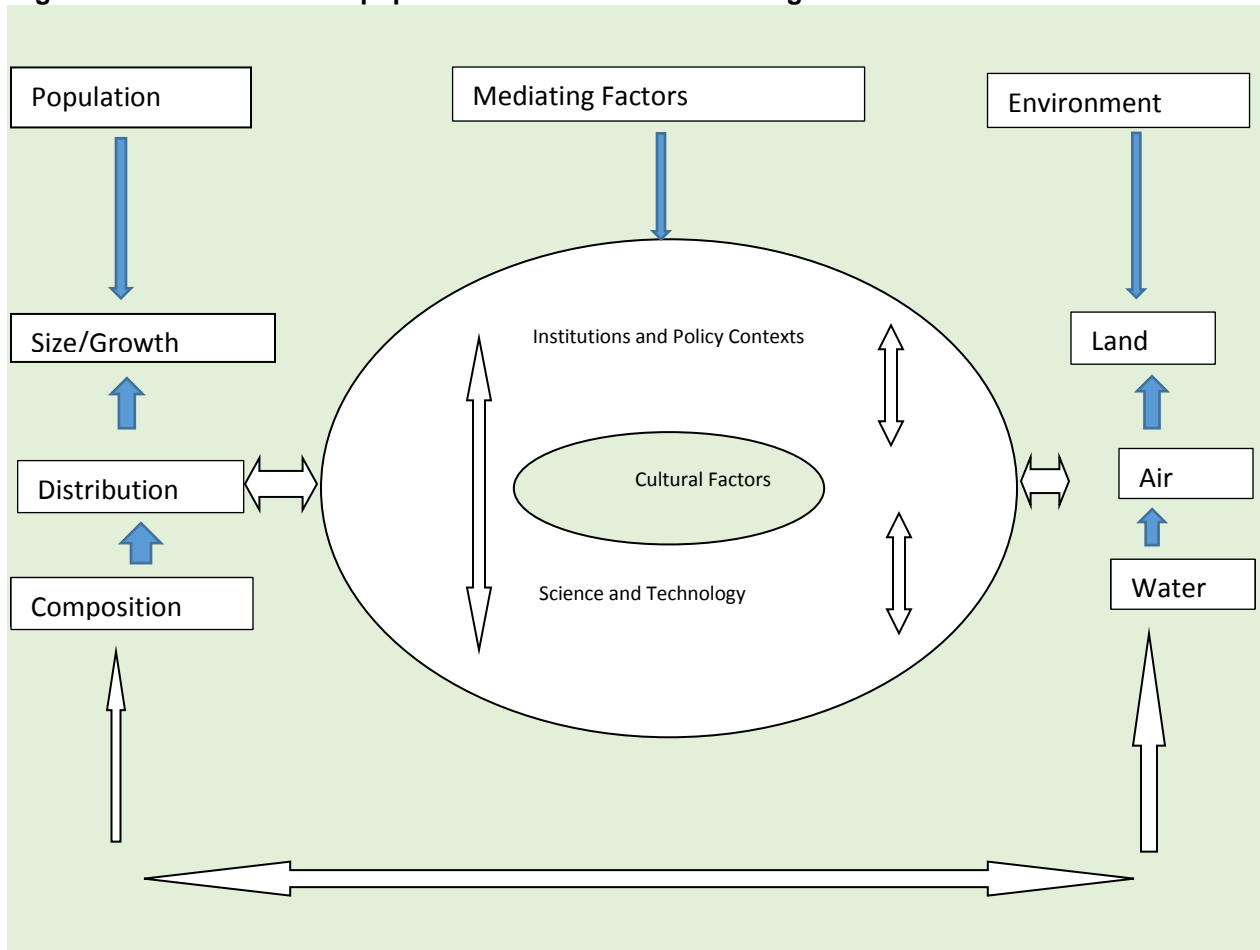 population
Population
Mediating Factors
Environment
Size/Growth
Institutions and Policy Contexts
Land
Distribution
Cultural Factors
Air
Composition
Science and Technology
Water